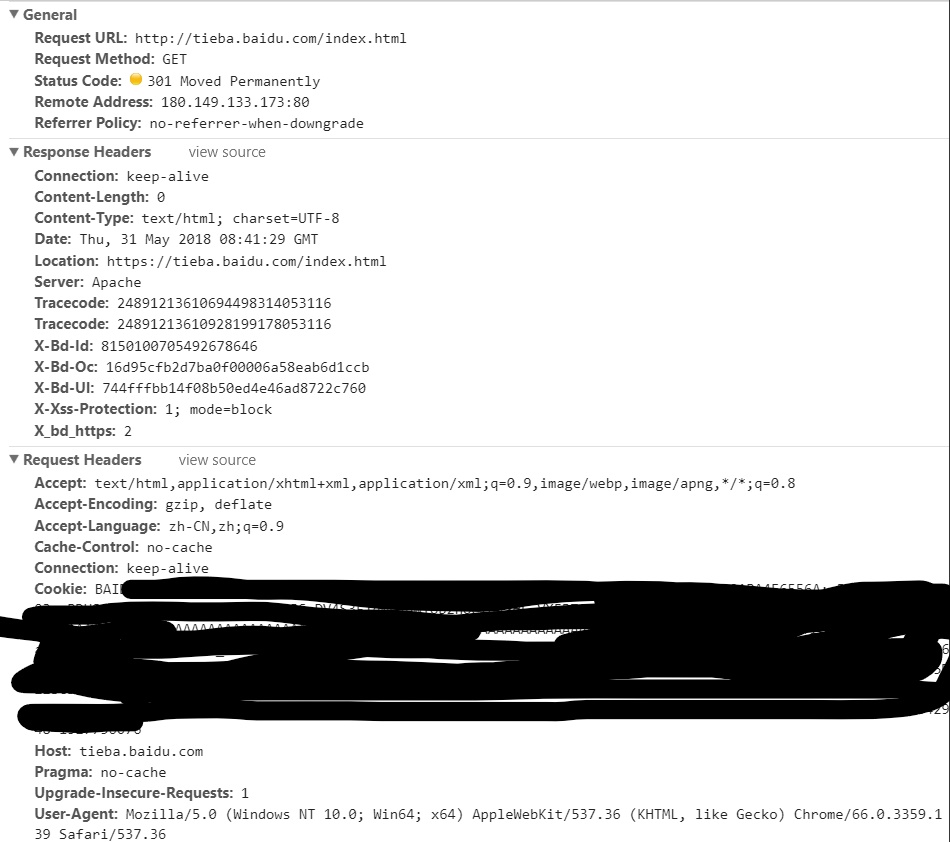 General
Request URL: http://tieba.baidu.com/index.html
Request Method: GET
Status Code: 301 Moved Permanently
Remote Address: 180.149.133.173:80
Referrer Policy: no-referrer-when-downgrade
Response Headers view source
Connection: keep-alive
Content-Length: 0
Content-Type: text/html; charset=UTF-8
Date: Thu, 31 May 2018 08:41:29 GMT
Location: https://tieba.baidu.com/index.html
Server: Apache
Tracecode: 24891213610694498314053116
Tracecode: 24891213610928199178053116
X-Bd-Id: 8150100705492678646
X-Bd-Oc: 16d95cfb2d7ba0f00006a58eab6d1ccb
X-Bd-Ul: 744fffbb14f08b50ed4e46ad8722c760
X-Xss-Protection: 1; mode=block
X_bd_https: 2
Request Headers view source
Accept: text/html,application/xhtml+xml,application/xml;q=0.9,image/webp,image/apng,*/*;q=0.8
Accept-Encoding: gzip, deflate
Accept-Language: zh-CN,zh;q=0.9
Cache-Control: no-cache
Connection: keep-alive
Cookie:
Host: tieba.baidu.com
Pragma: no-cache
Upgrade-Insecure-Requests: 1
User-Agent: Mozilla/5.0 (Windows NT 10.0; Win64; x64) AppleWebKit/537.36 (KHTML, like Gecko) Chrome/66.0.3359.1
39 Safari/537.36